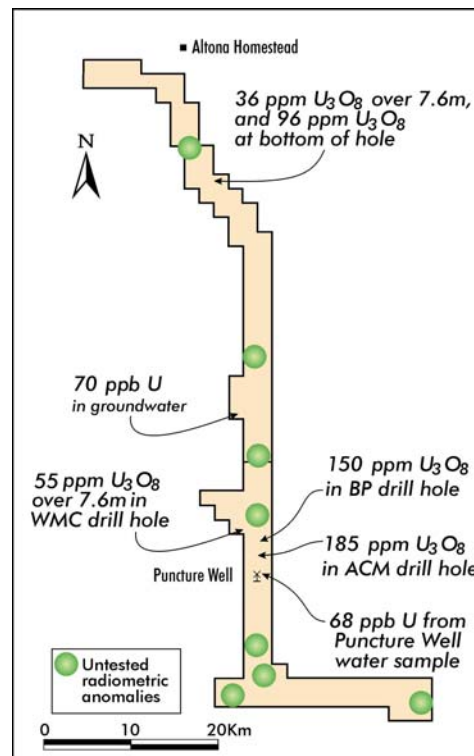 Altona Homestead
36 ppm U₃O₈ over 7.6m,
and 96 ppm U₃O₈
at bottom of hole
N
70 ppb U
in groundwater
55 ppm U₃O₈
over 7.6m in
WMC drill hole
150 ppm U₃O₈
in BP drill hole
185 ppm U₃O₈
in ACM drill hole
Puncture Well
68 ppb U from
Puncture Well
water sample
Untested
radiometric
anomalies
0 10 20Km